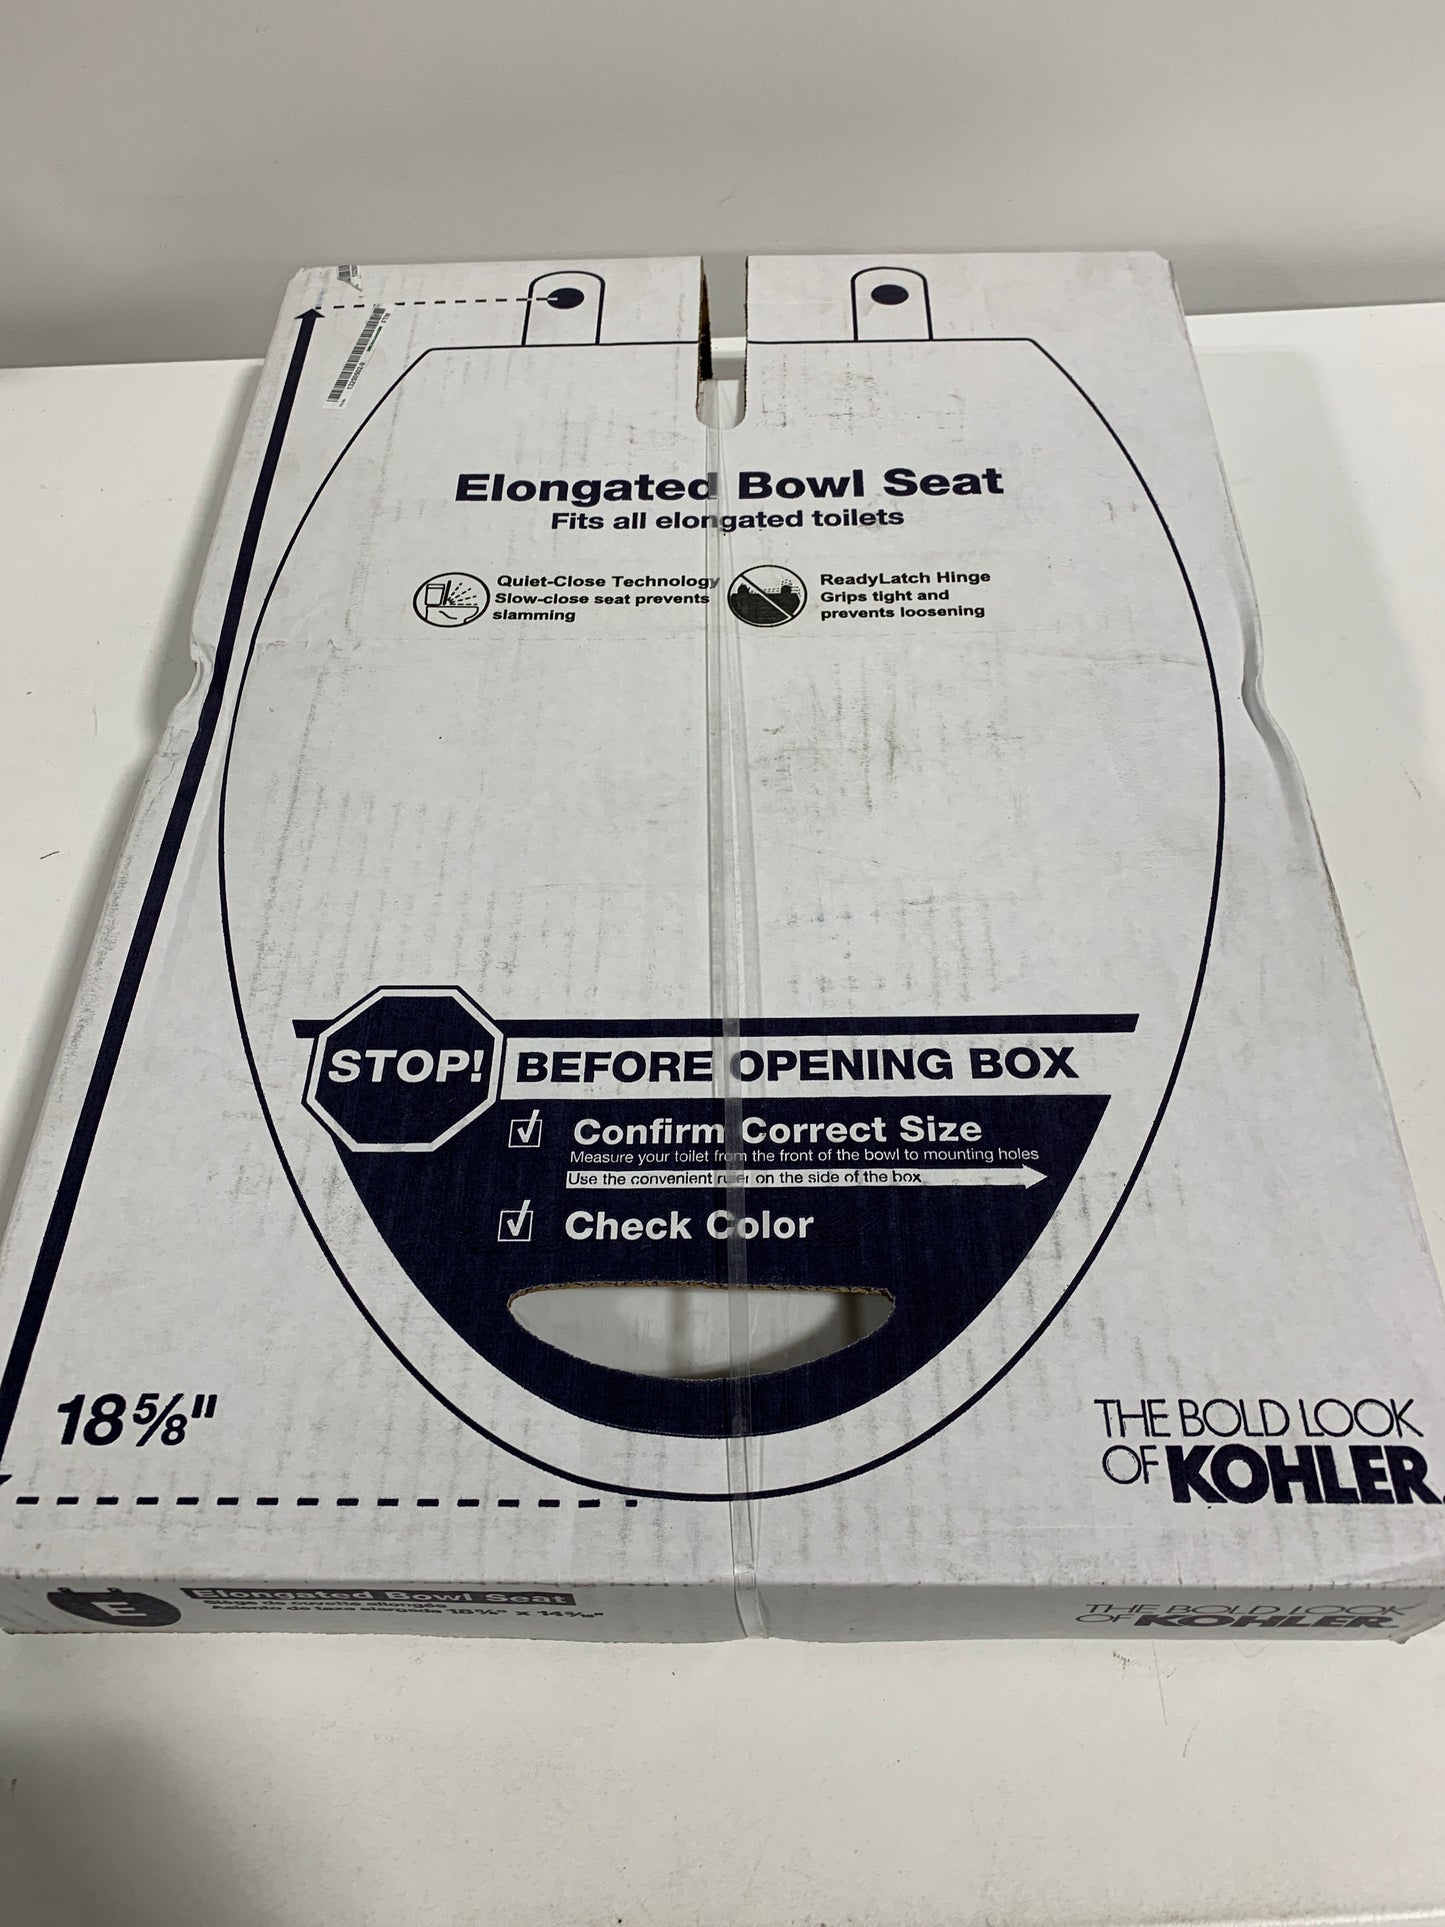 Elongated Bowl Seat
Fits all elongated toilets
Quiet-Close Technology
Slow-close seat prevents
slamming
ReadyLatch Hinge
Grips tight and
prevents loosening
STOP!
BEFORE OPENING BOX
Confirm Correct Size
Measure your toilet from the front of the bowl to mounting holes
Use the convenient ruler on the side of the box
Check Color
18 5/8"
THE BOLD LOOK
OF KOHLER.
E
Elongated Bowl Seat
THE BOLD LOOK
OF KOHLER.